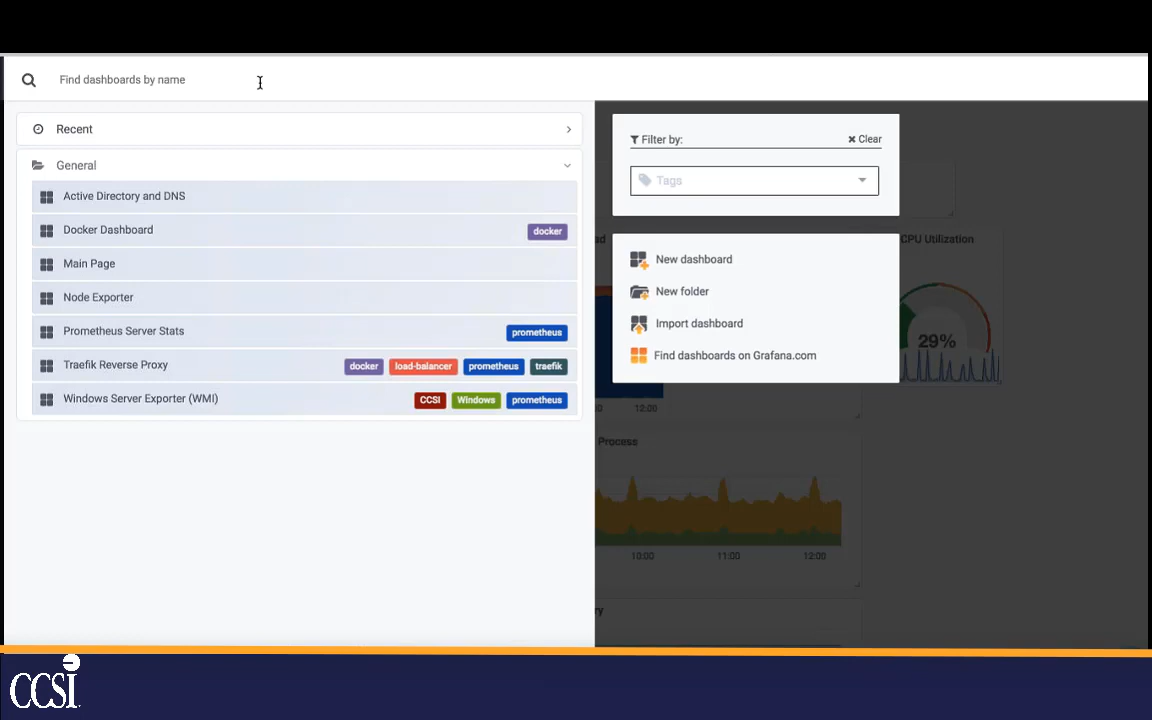 Find dashboards by name
Recent
General
Active Directory and DNS
Docker Dashboard docker
Main Page
Node Exporter
Prometheus Server Stats prometheus
Traefik Reverse Proxy docker load-balancer prometheus traefik
Windows Server Exporter (WMI) CCSI Windows prometheus
Filter by: Clear
Tags
New dashboard
New folder
Import dashboard
Find dashboards on Grafana.com
CPU Utilization
29%
12:00
Process
10:00 11:00 12:00
CCSI